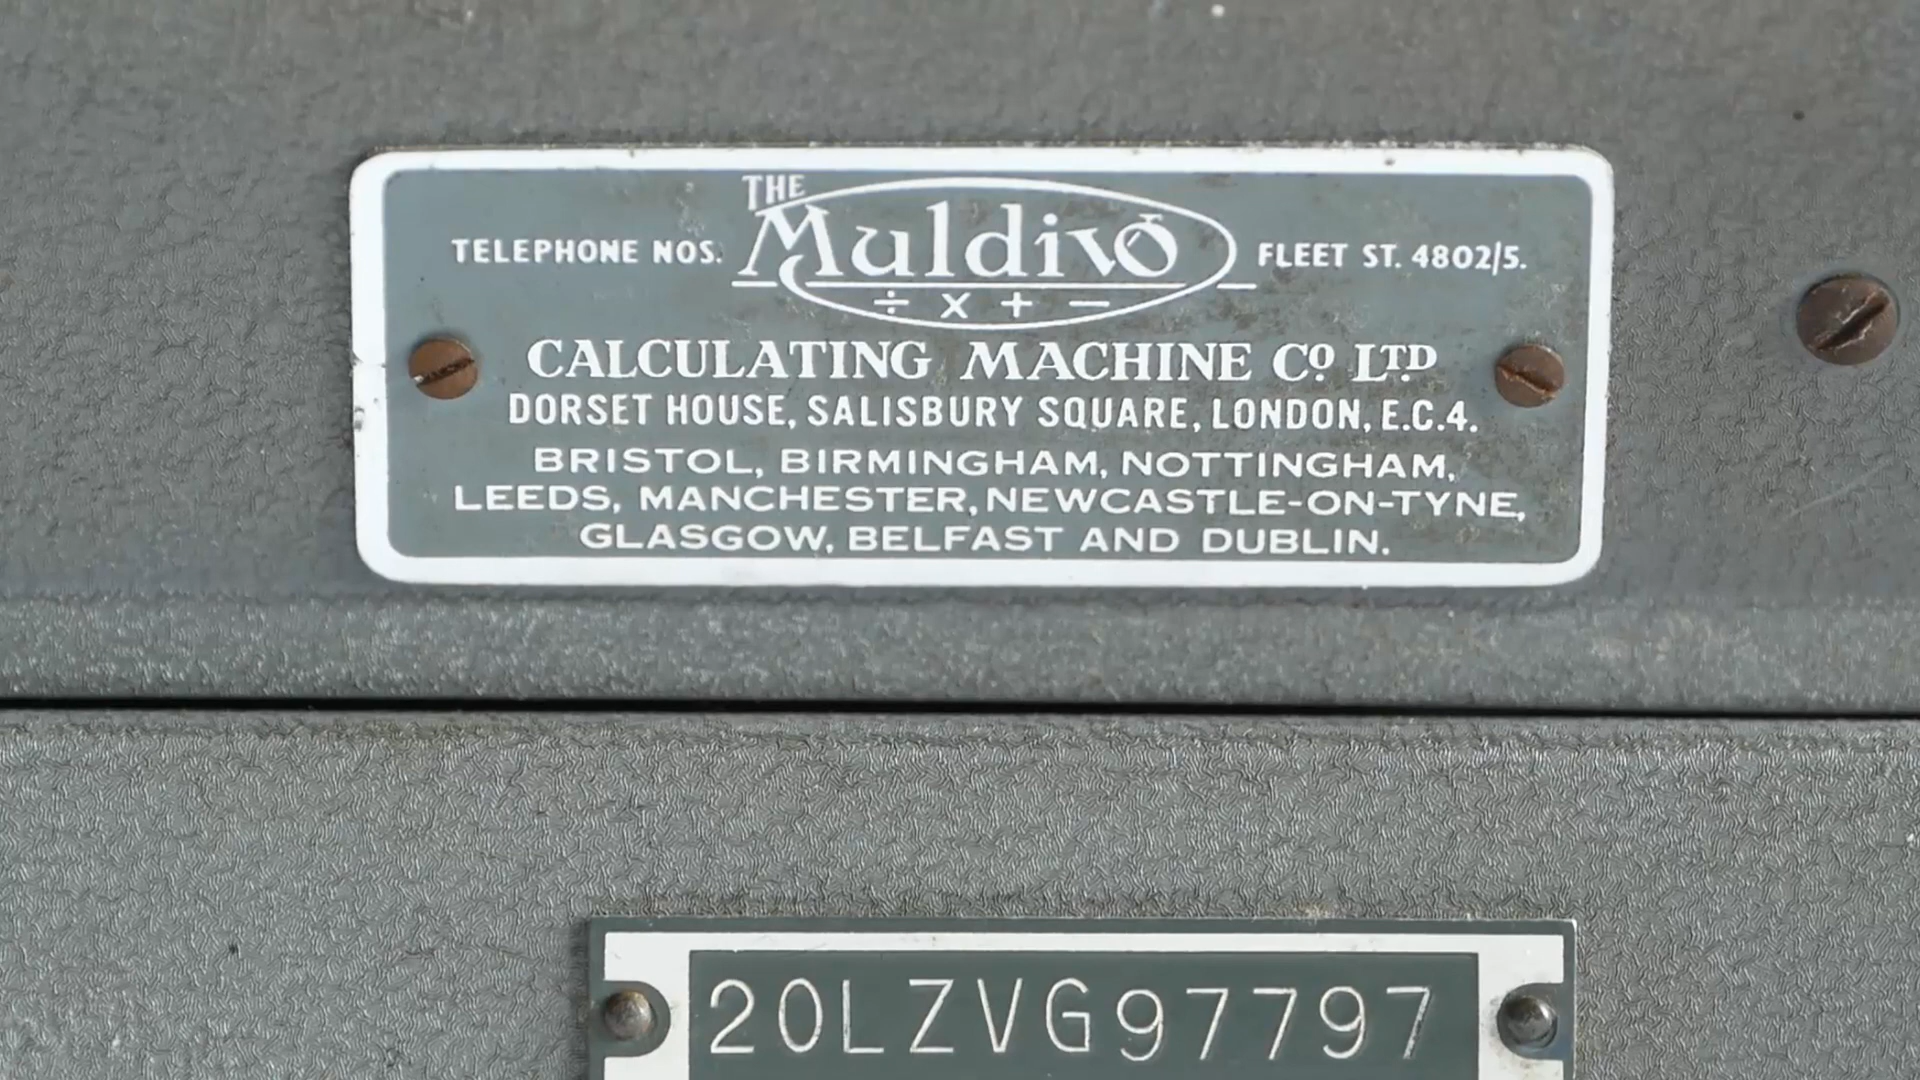 THE
TELEPHONE NOS. Muldivo FLEET ST. 4802/5.
÷ x + −
CALCULATING MACHINE Co LTD
DORSET HOUSE, SALISBURY SQUARE, LONDON, E.C.4.
BRISTOL, BIRMINGHAM, NOTTINGHAM,
LEEDS, MANCHESTER, NEWCASTLE-ON-TYNE,
GLASGOW, BELFAST AND DUBLIN.
20LZVG97797